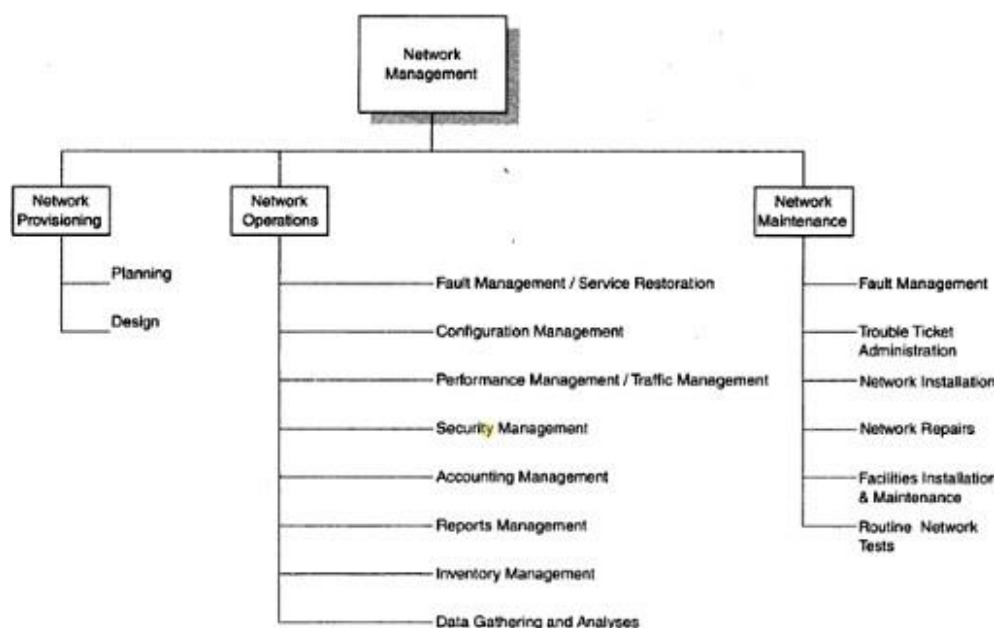 Network
Management
Network
Provisioning
Planning
Design
Network
Operations
Fault Management / Service Restoration
Configuration Management
Performance Management / Traffic Management
Security Management
Accounting Management
Reports Management
Inventory Management
Data Gathering and Analyses
Network
Maintenance
Fault Management
Trouble Ticket
Administration
Network Installation
Network Repairs
Facilities Installation
& Maintenance
Routine Network
Tests